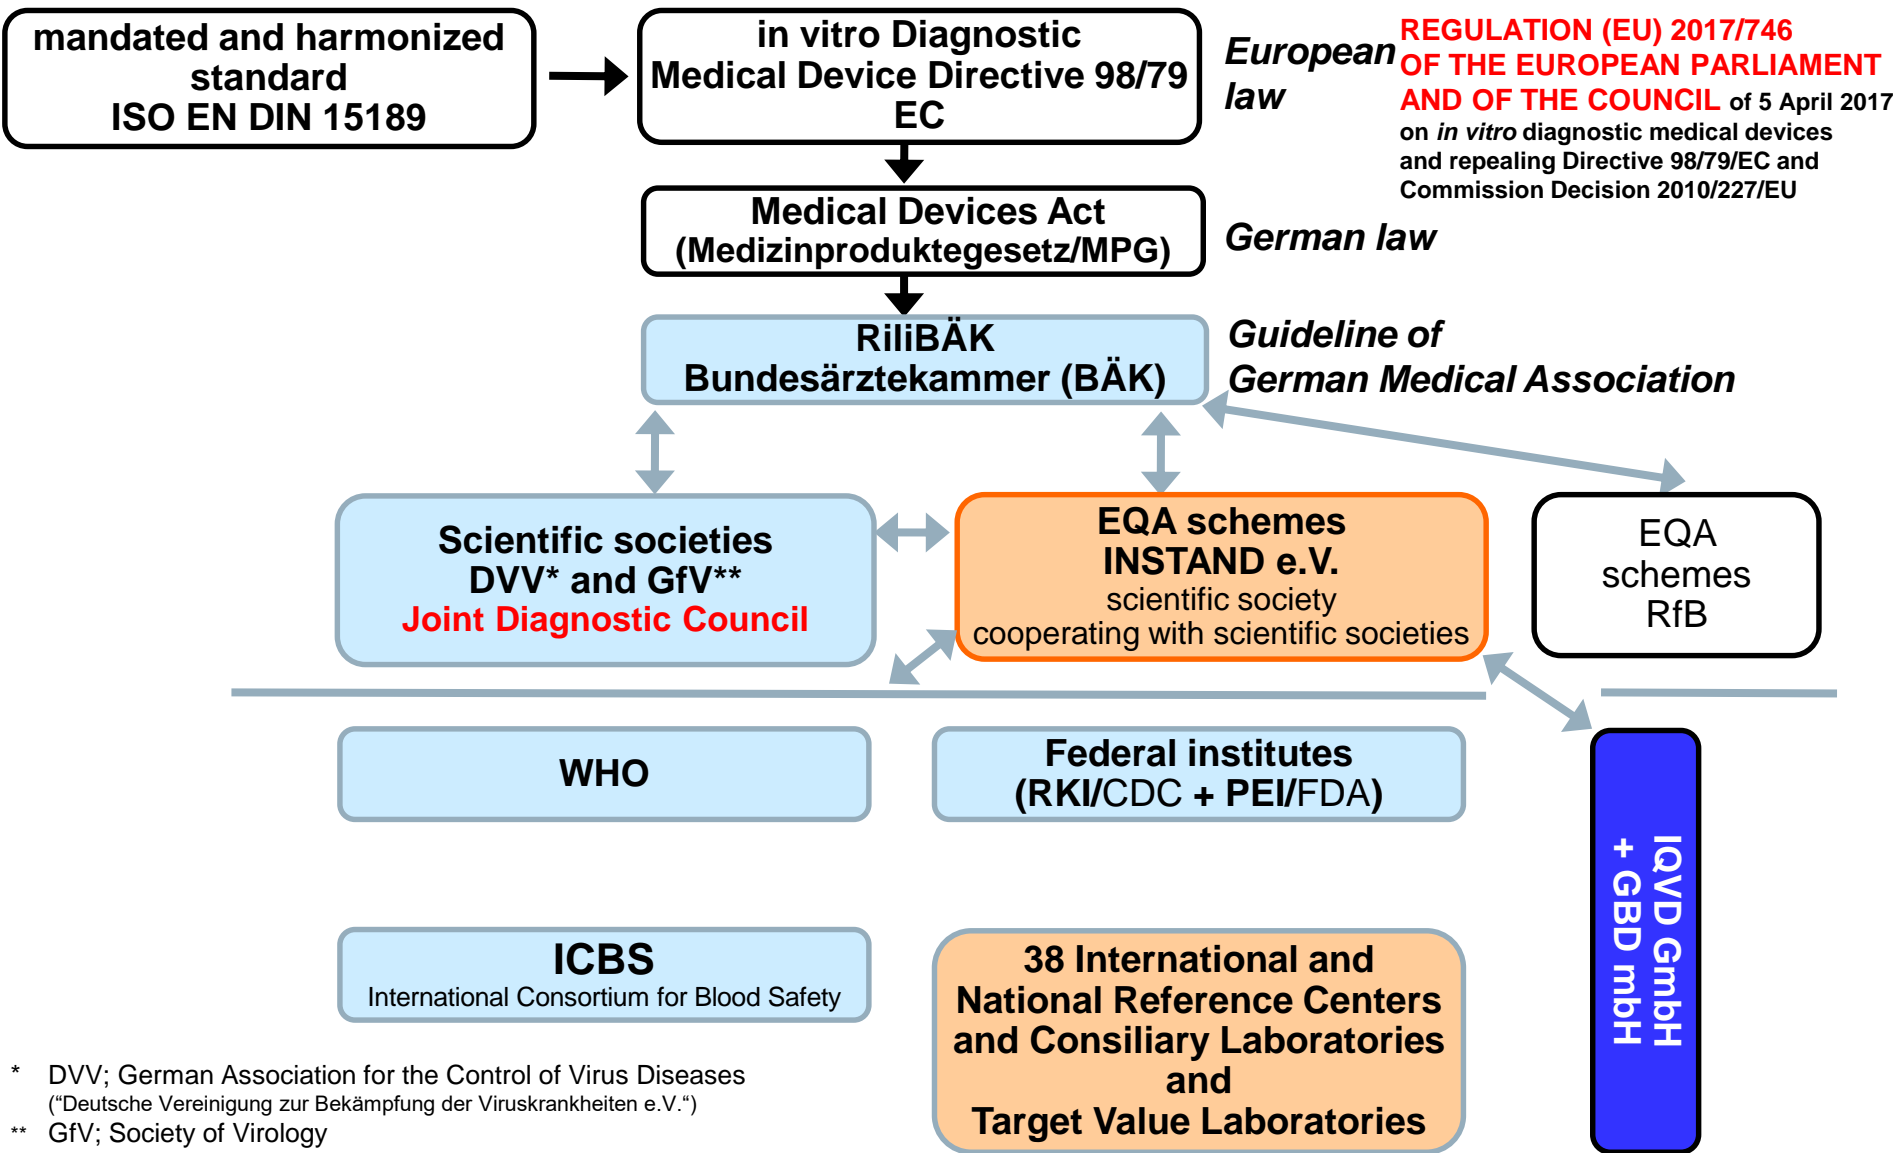 mandated and harmonized
standard
ISO EN DIN 15189
in vitro Diagnostic
Medical Device Directive 98/79
EC
European
law
REGULATION (EU) 2017/746
OF THE EUROPEAN PARLIAMENT
AND OF THE COUNCIL of 5 April 2017
on in vitro diagnostic medical devices
and repealing Directive 98/79/EC and
Commission Decision 2010/227/EU
Medical Devices Act
(Medizinproduktegesetz/MPG)
German law
RiliBÄK
Bundesärztekammer (BÄK)
Guideline of
German Medical Association
Scientific societies
DVV* and GfV**
Joint Diagnostic Council
EQA schemes
INSTAND e.V.
scientific society
cooperating with scientific societies
EQA
schemes
RfB
WHO
Federal institutes
(RKI/CDC + PEI/FDA)
IQVD GmbH
+ GBD mbH
ICBS
International Consortium for Blood Safety
38 International and
National Reference Centers
and Consiliary Laboratories
and
Target Value Laboratories
* DVV; German Association for the Control of Virus Diseases
(“Deutsche Vereinigung zur Bekämpfung der Viruskrankheiten e.V.“)
** GfV; Society of Virology